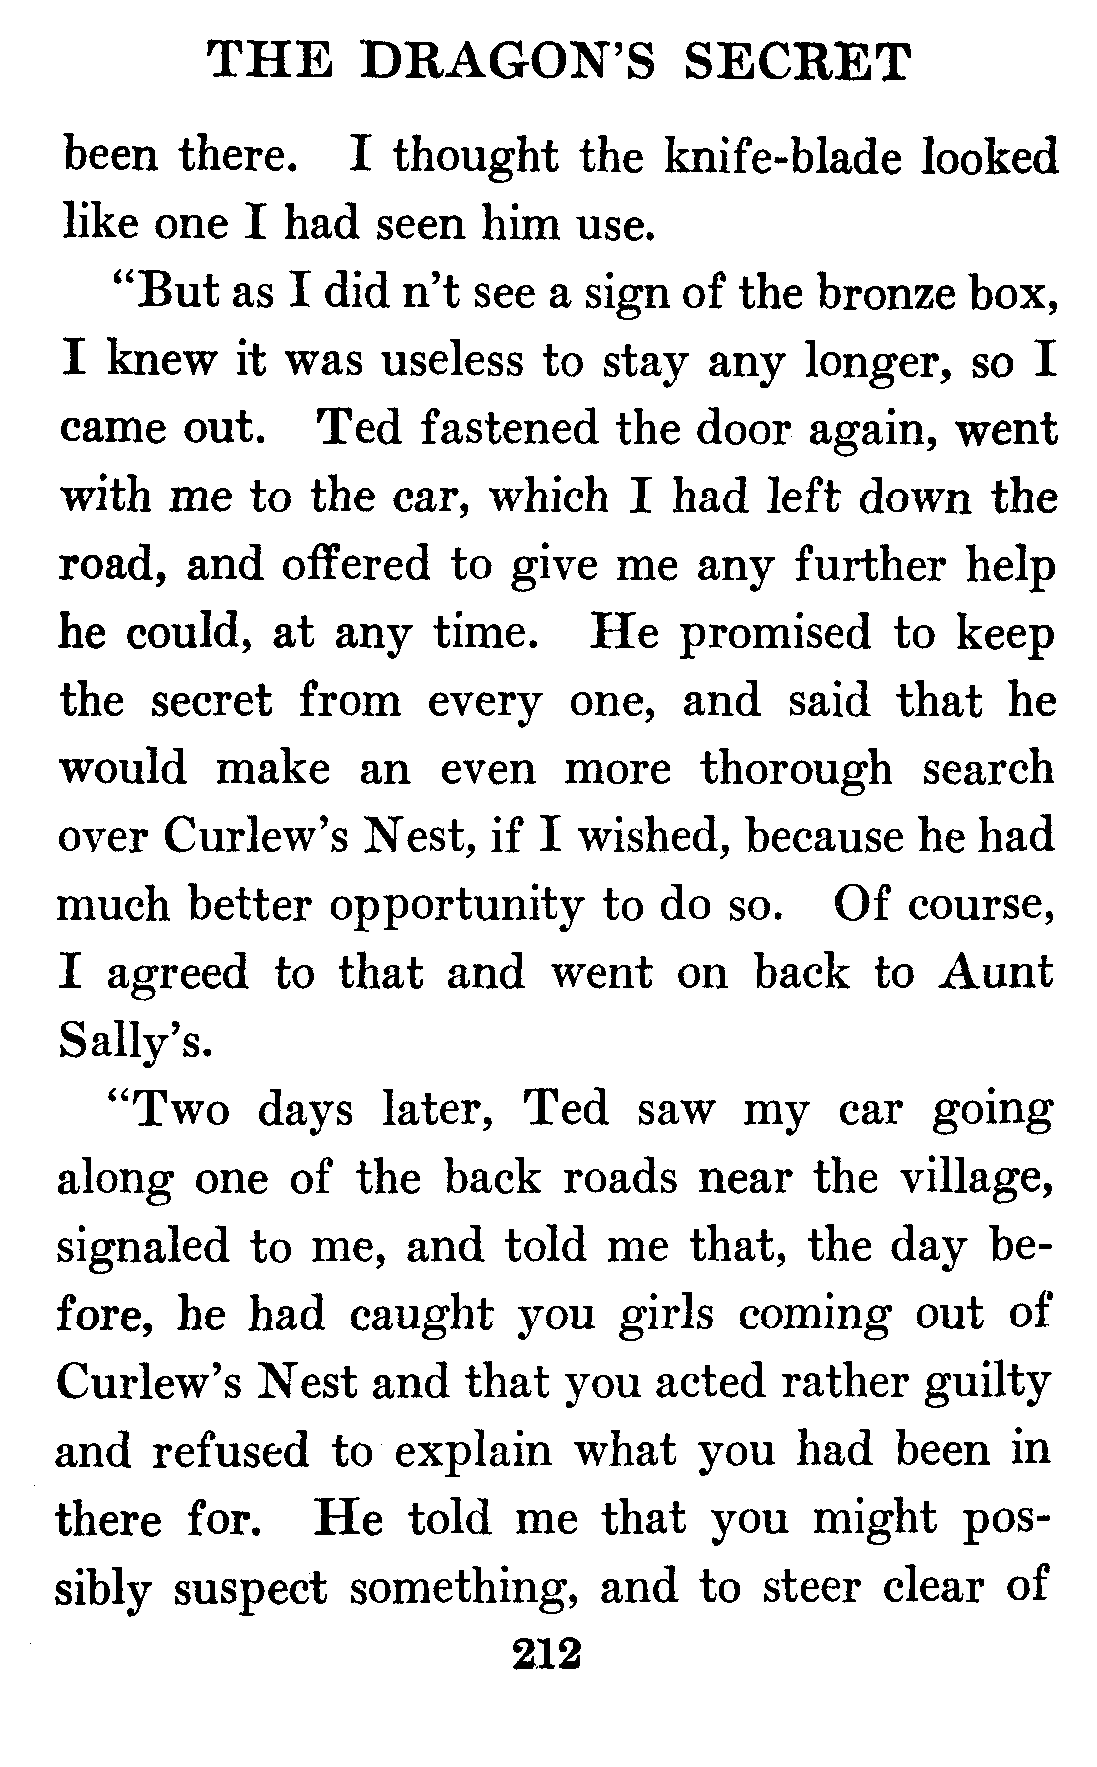 THE DRAGON'S SECRET
been there. I thought the knife-blade looked
like one I had seen him use.
"But as I did n't see a sign of the bronze box,
I knew it was useless to stay any longer, so I
came out. Ted fastened the door again, went
with me to the car, which I had left down the
road, and offered to give me any further help
he could, at any time. He promised to keep
the secret from every one, and said that he
would make an even more thorough search
over Curlew's Nest, if I wished, because he had
much better opportunity to do so. Of course,
I agreed to that and went on back to Aunt
Sally's.
"Two days later, Ted saw my car going
along one of the back roads near the village,
signaled to me, and told me that, the day be-
fore, he had caught you girls coming out of
Curlew's Nest and that you acted rather guilty
and refused to explain what you had been in
there for. He told me that you might pos-
sibly suspect something, and to steer clear of
212